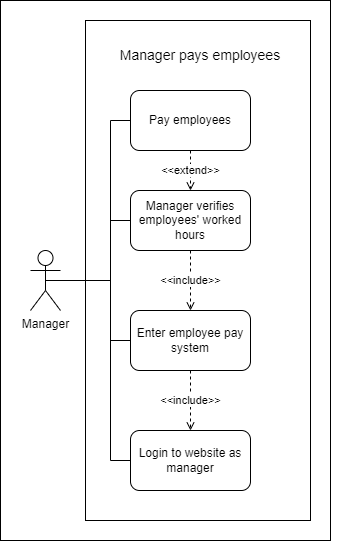 Manager pays employees
Pay employees
<<extend>>
Manager verifies
employees' worked
hours
<<include>>
Manager
Enter employee pay
system
<<include>>
Login to website as
manager